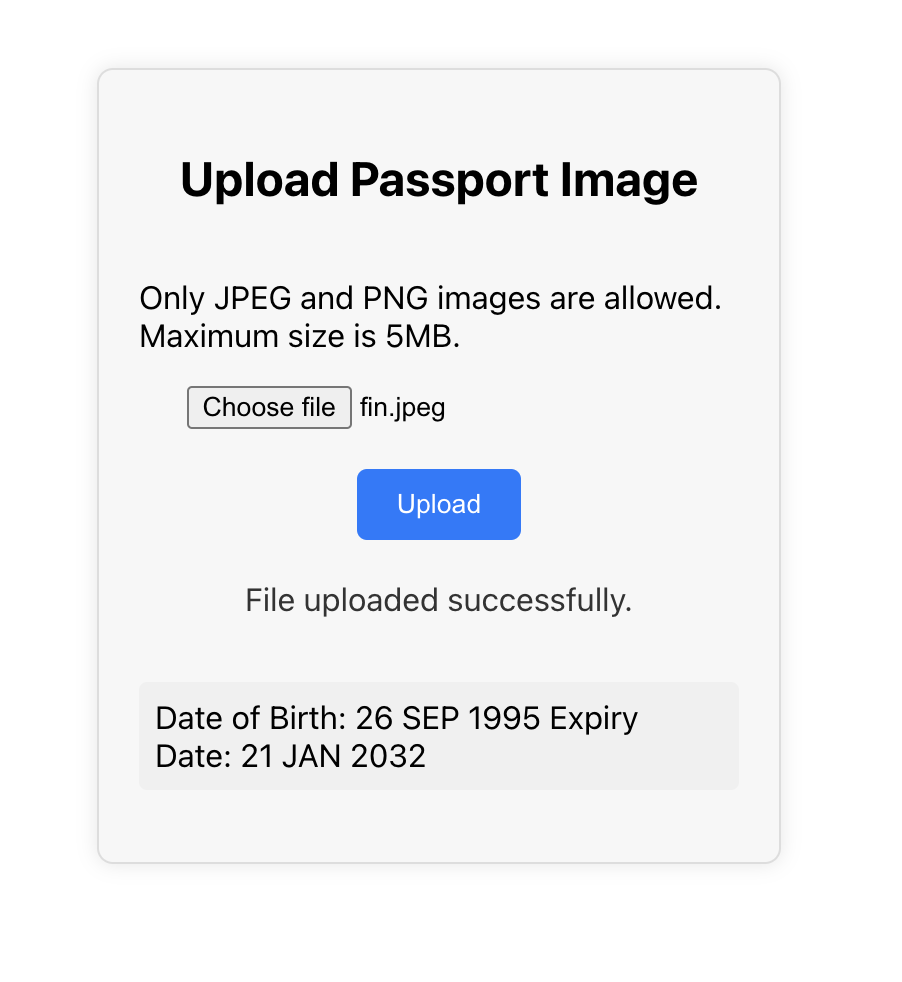 Upload Passport Image
Only JPEG and PNG images are allowed.
Maximum size is 5MB.
Choose file fin.jpeg
Upload
File uploaded successfully.
Date of Birth: 26 SEP 1995 Expiry
Date: 21 JAN 2032